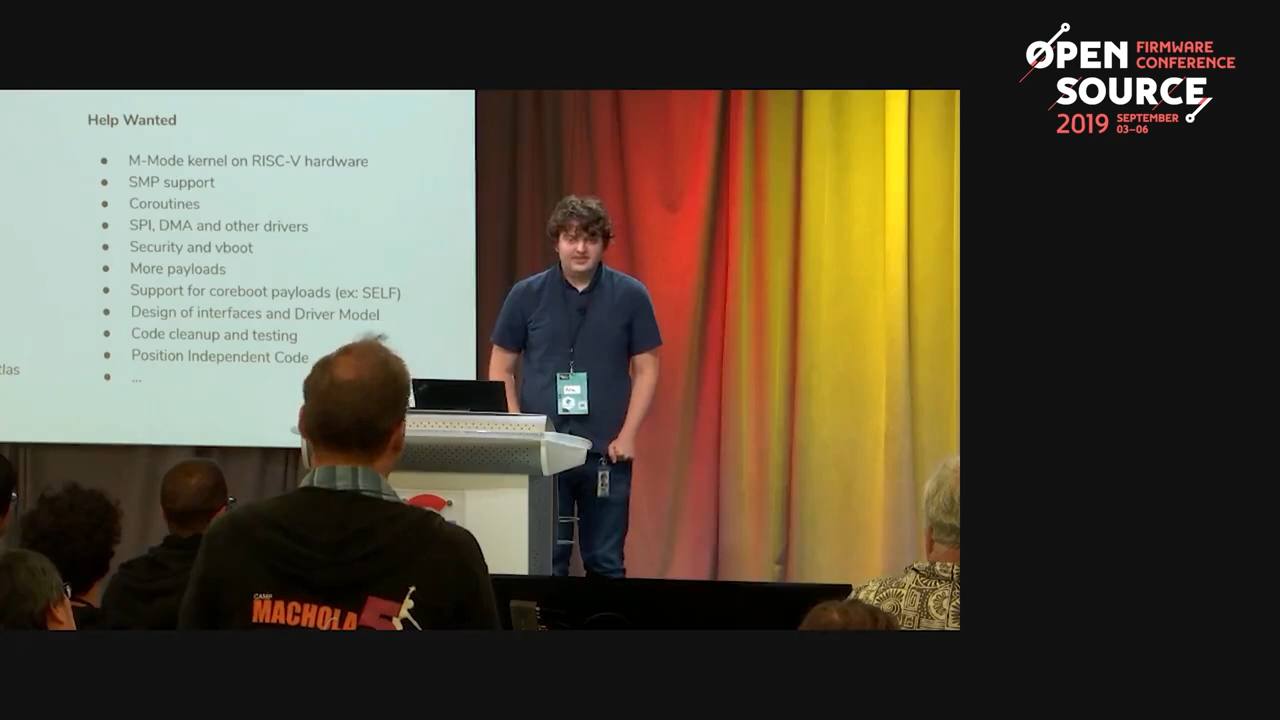 OPEN FIRMWARE
CONFERENCE
SOURCE
2019 SEPTEMBER
03–06
Help Wanted
● M-Mode kernel on RISC-V hardware
● SMP support
● Coroutines
● SPI, DMA and other drivers
● Security and vboot
● More payloads
● Support for coreboot payloads (ex: SELF)
● Design of interfaces and Driver Model
● Code cleanup and testing
● Position Independent Code
● ...
tlas
CAMP
MACHOLA